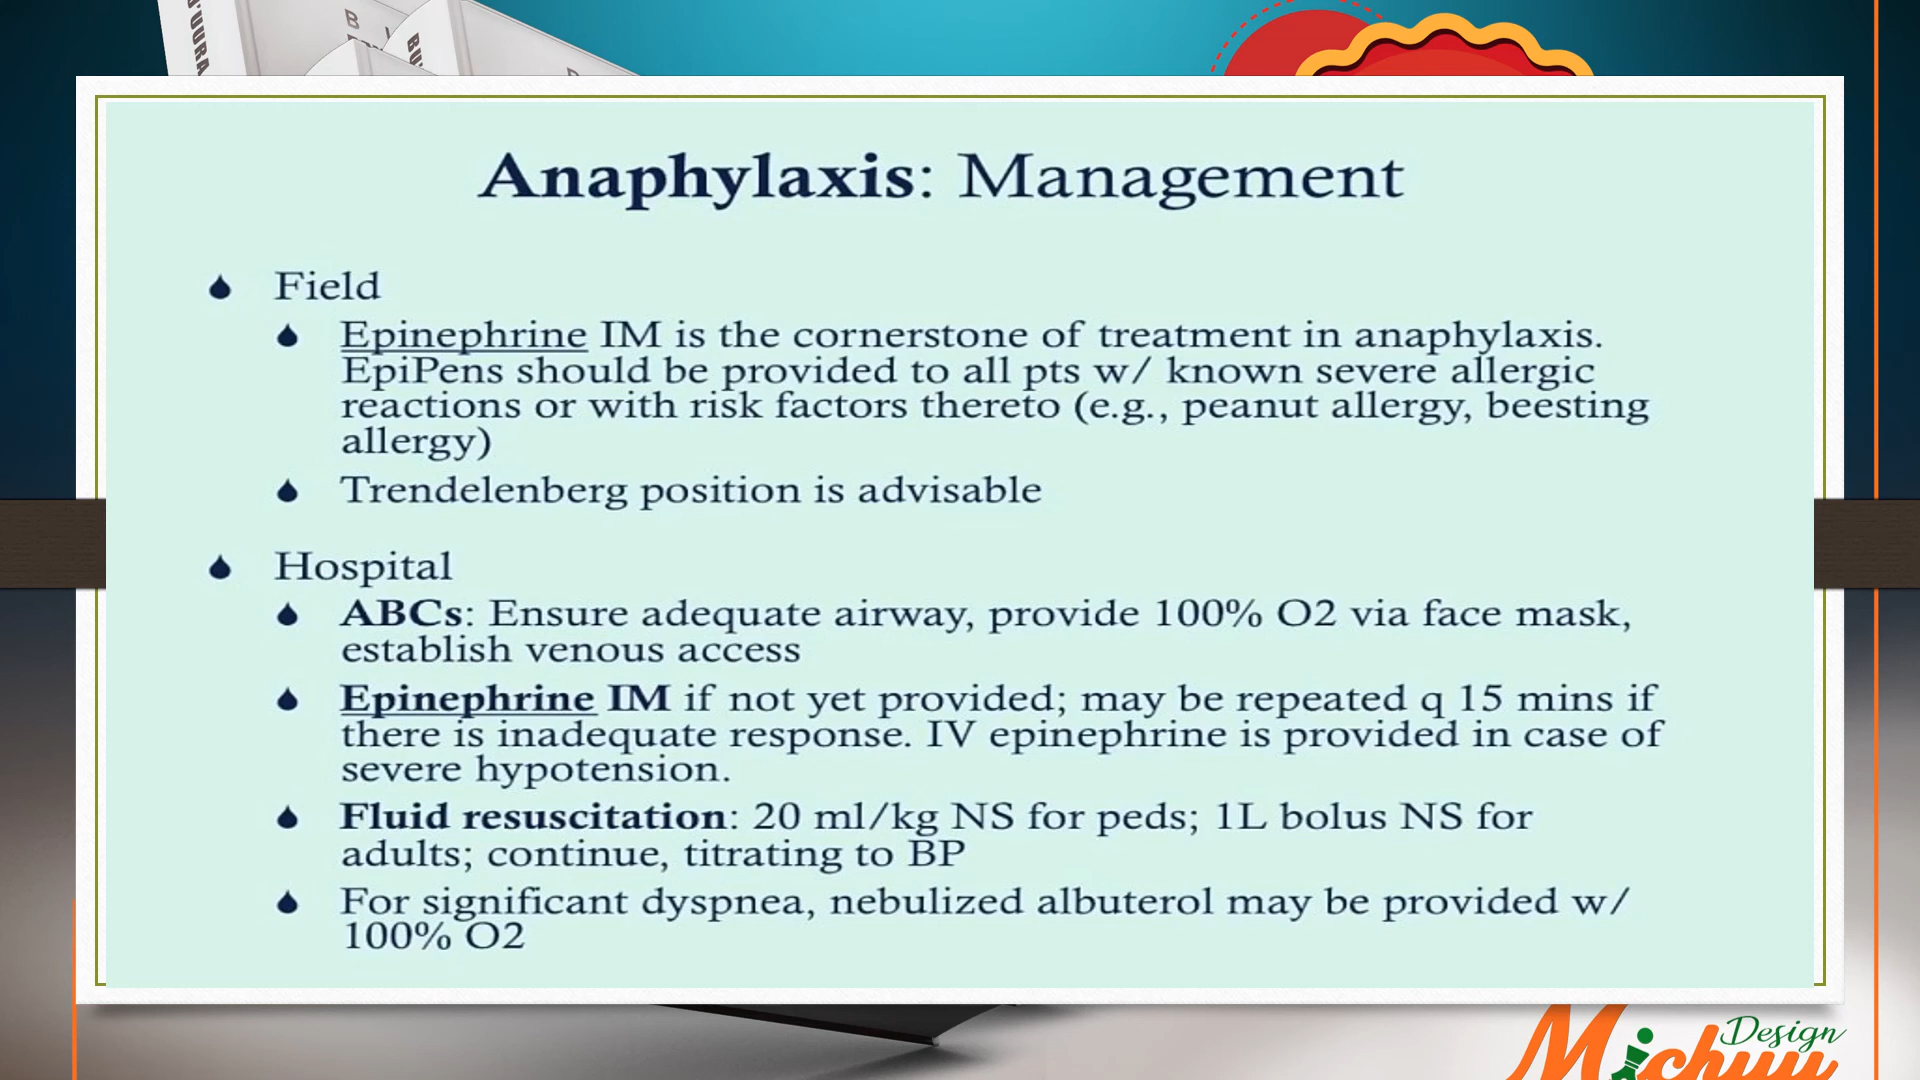 Anaphylaxis: Management
Field
Epinephrine IM is the cornerstone of treatment in anaphylaxis.
EpiPens should be provided to all pts w/ known severe allergic
reactions or with risk factors thereto (e.g., peanut allergy, beesting
allergy)
Trendelenberg position is advisable
Hospital
ABCs: Ensure adequate airway, provide 100% O2 via face mask,
establish venous access
Epinephrine IM if not yet provided; may be repeated q 15 mins if
there is inadequate response. IV epinephrine is provided in case of
severe hypotension.
Fluid resuscitation: 20 ml/kg NS for peds; 1L bolus NS for
adults; continue, titrating to BP
For significant dyspnea, nebulized albuterol may be provided w/
100% O2
Design